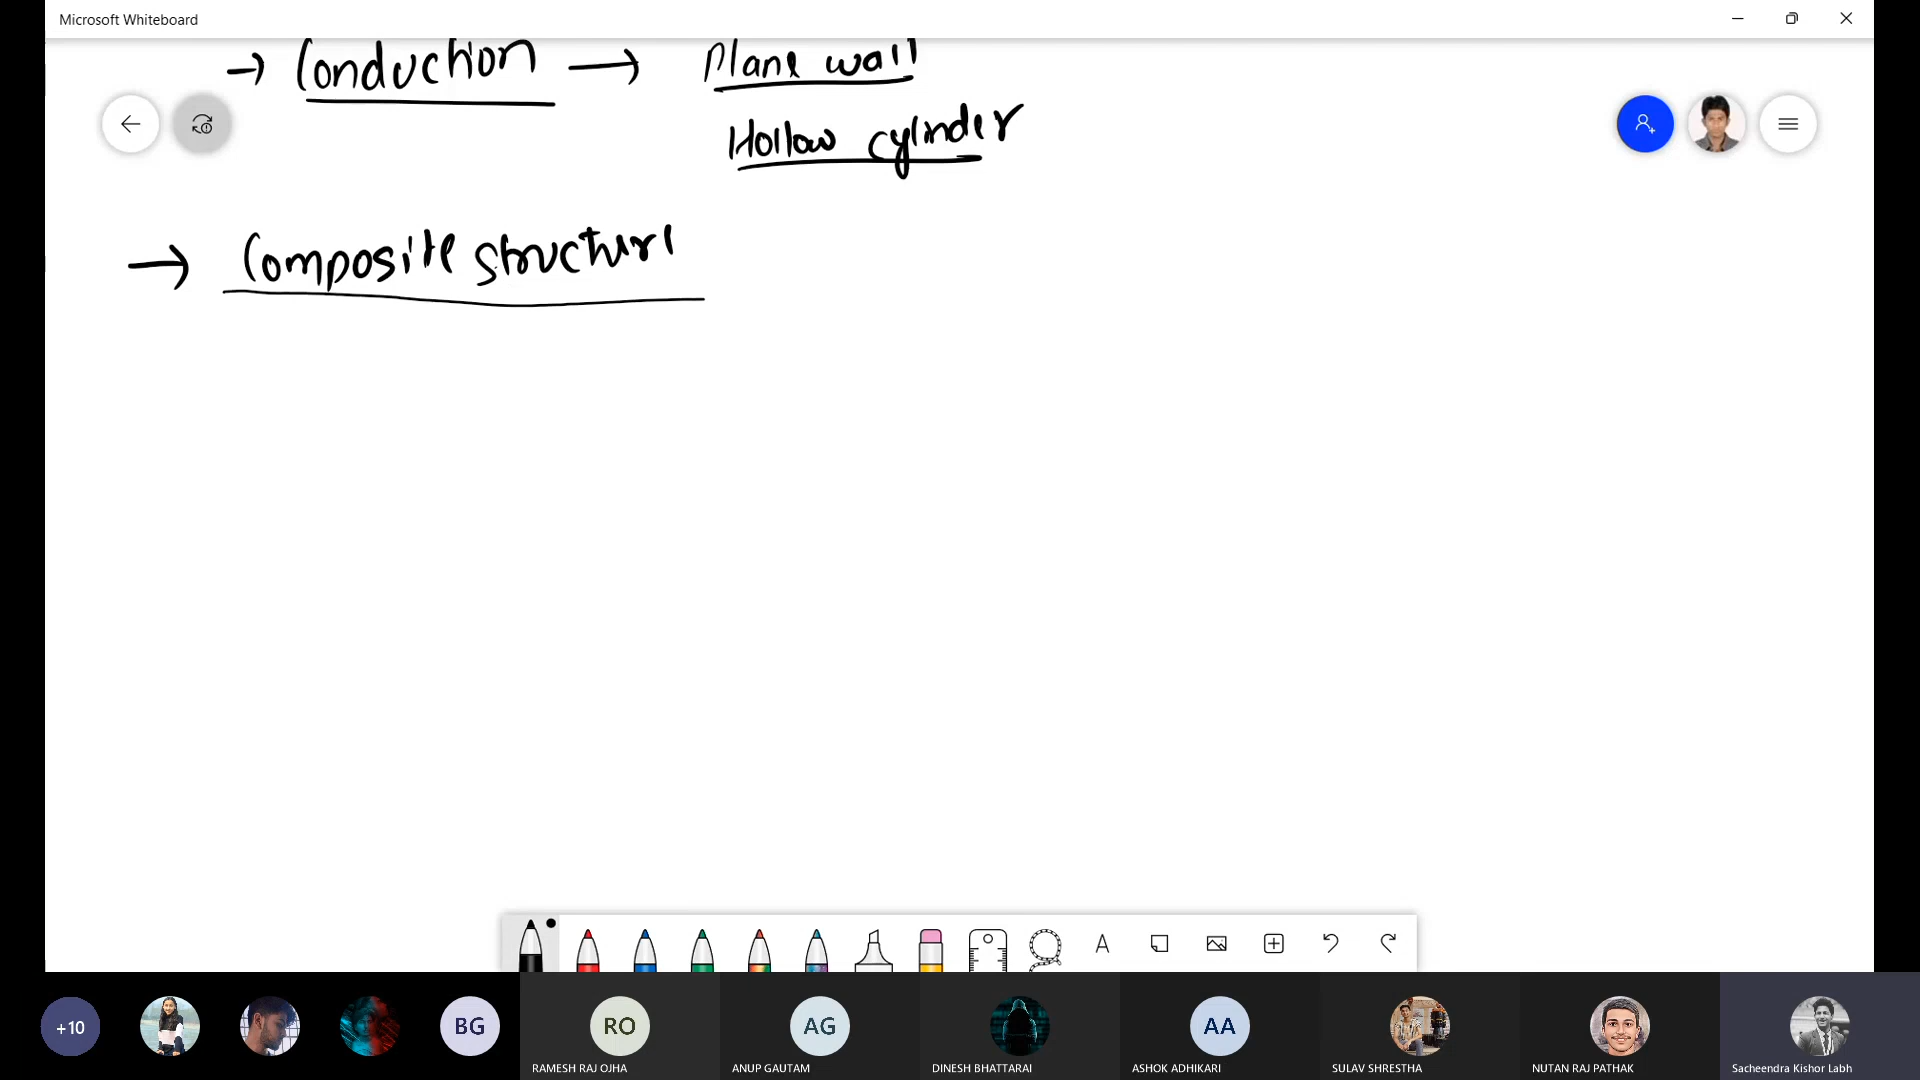 Microsoft Whiteboard
→ Conduction → Plane wall
Hollow cylinder
→ Composite structure
A
+10
BG
RO
AG
AA
RAMESH RAJ OJHA
ANUP GAUTAM
DINESH BHATTARAI
ASHOK ADHIKARI
SULAV SHRESTHA
NUTAN RAJ PATHAK
Sacheendra Kishor Labh